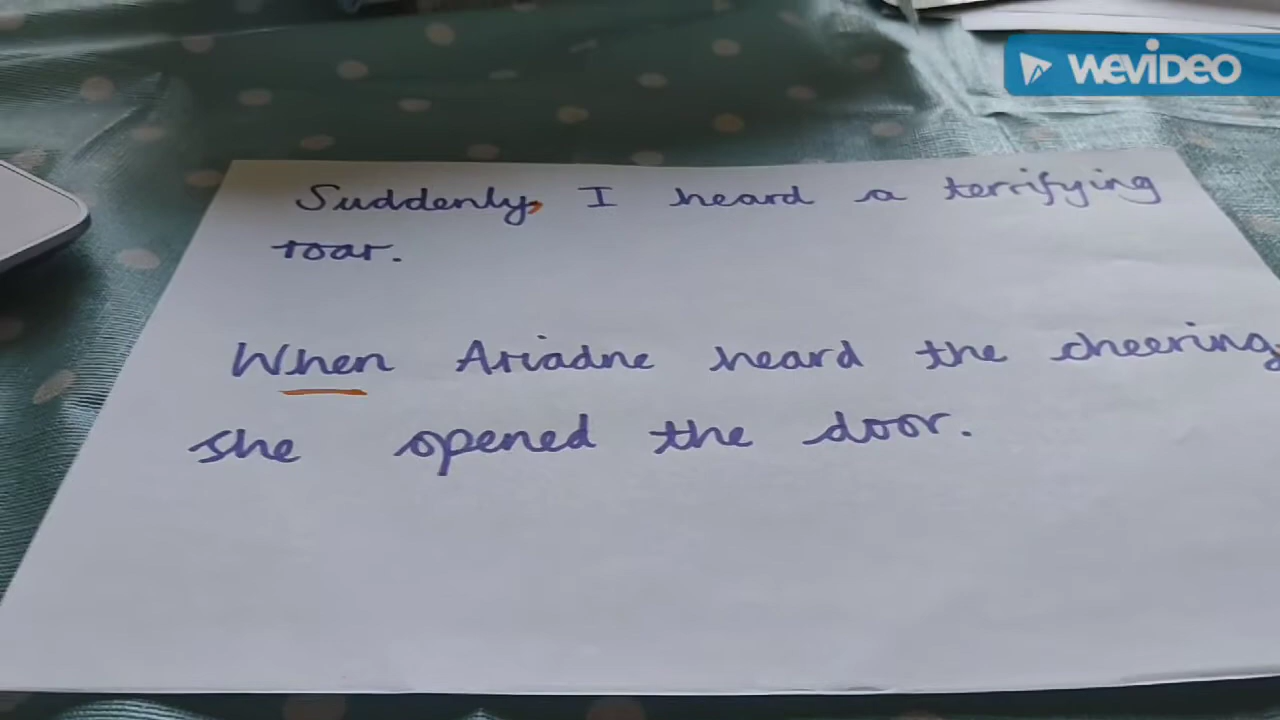 WeVideo
Suddenly, I heard a terrifying
roar.
When Ariadne heard the cheering
she opened the door.